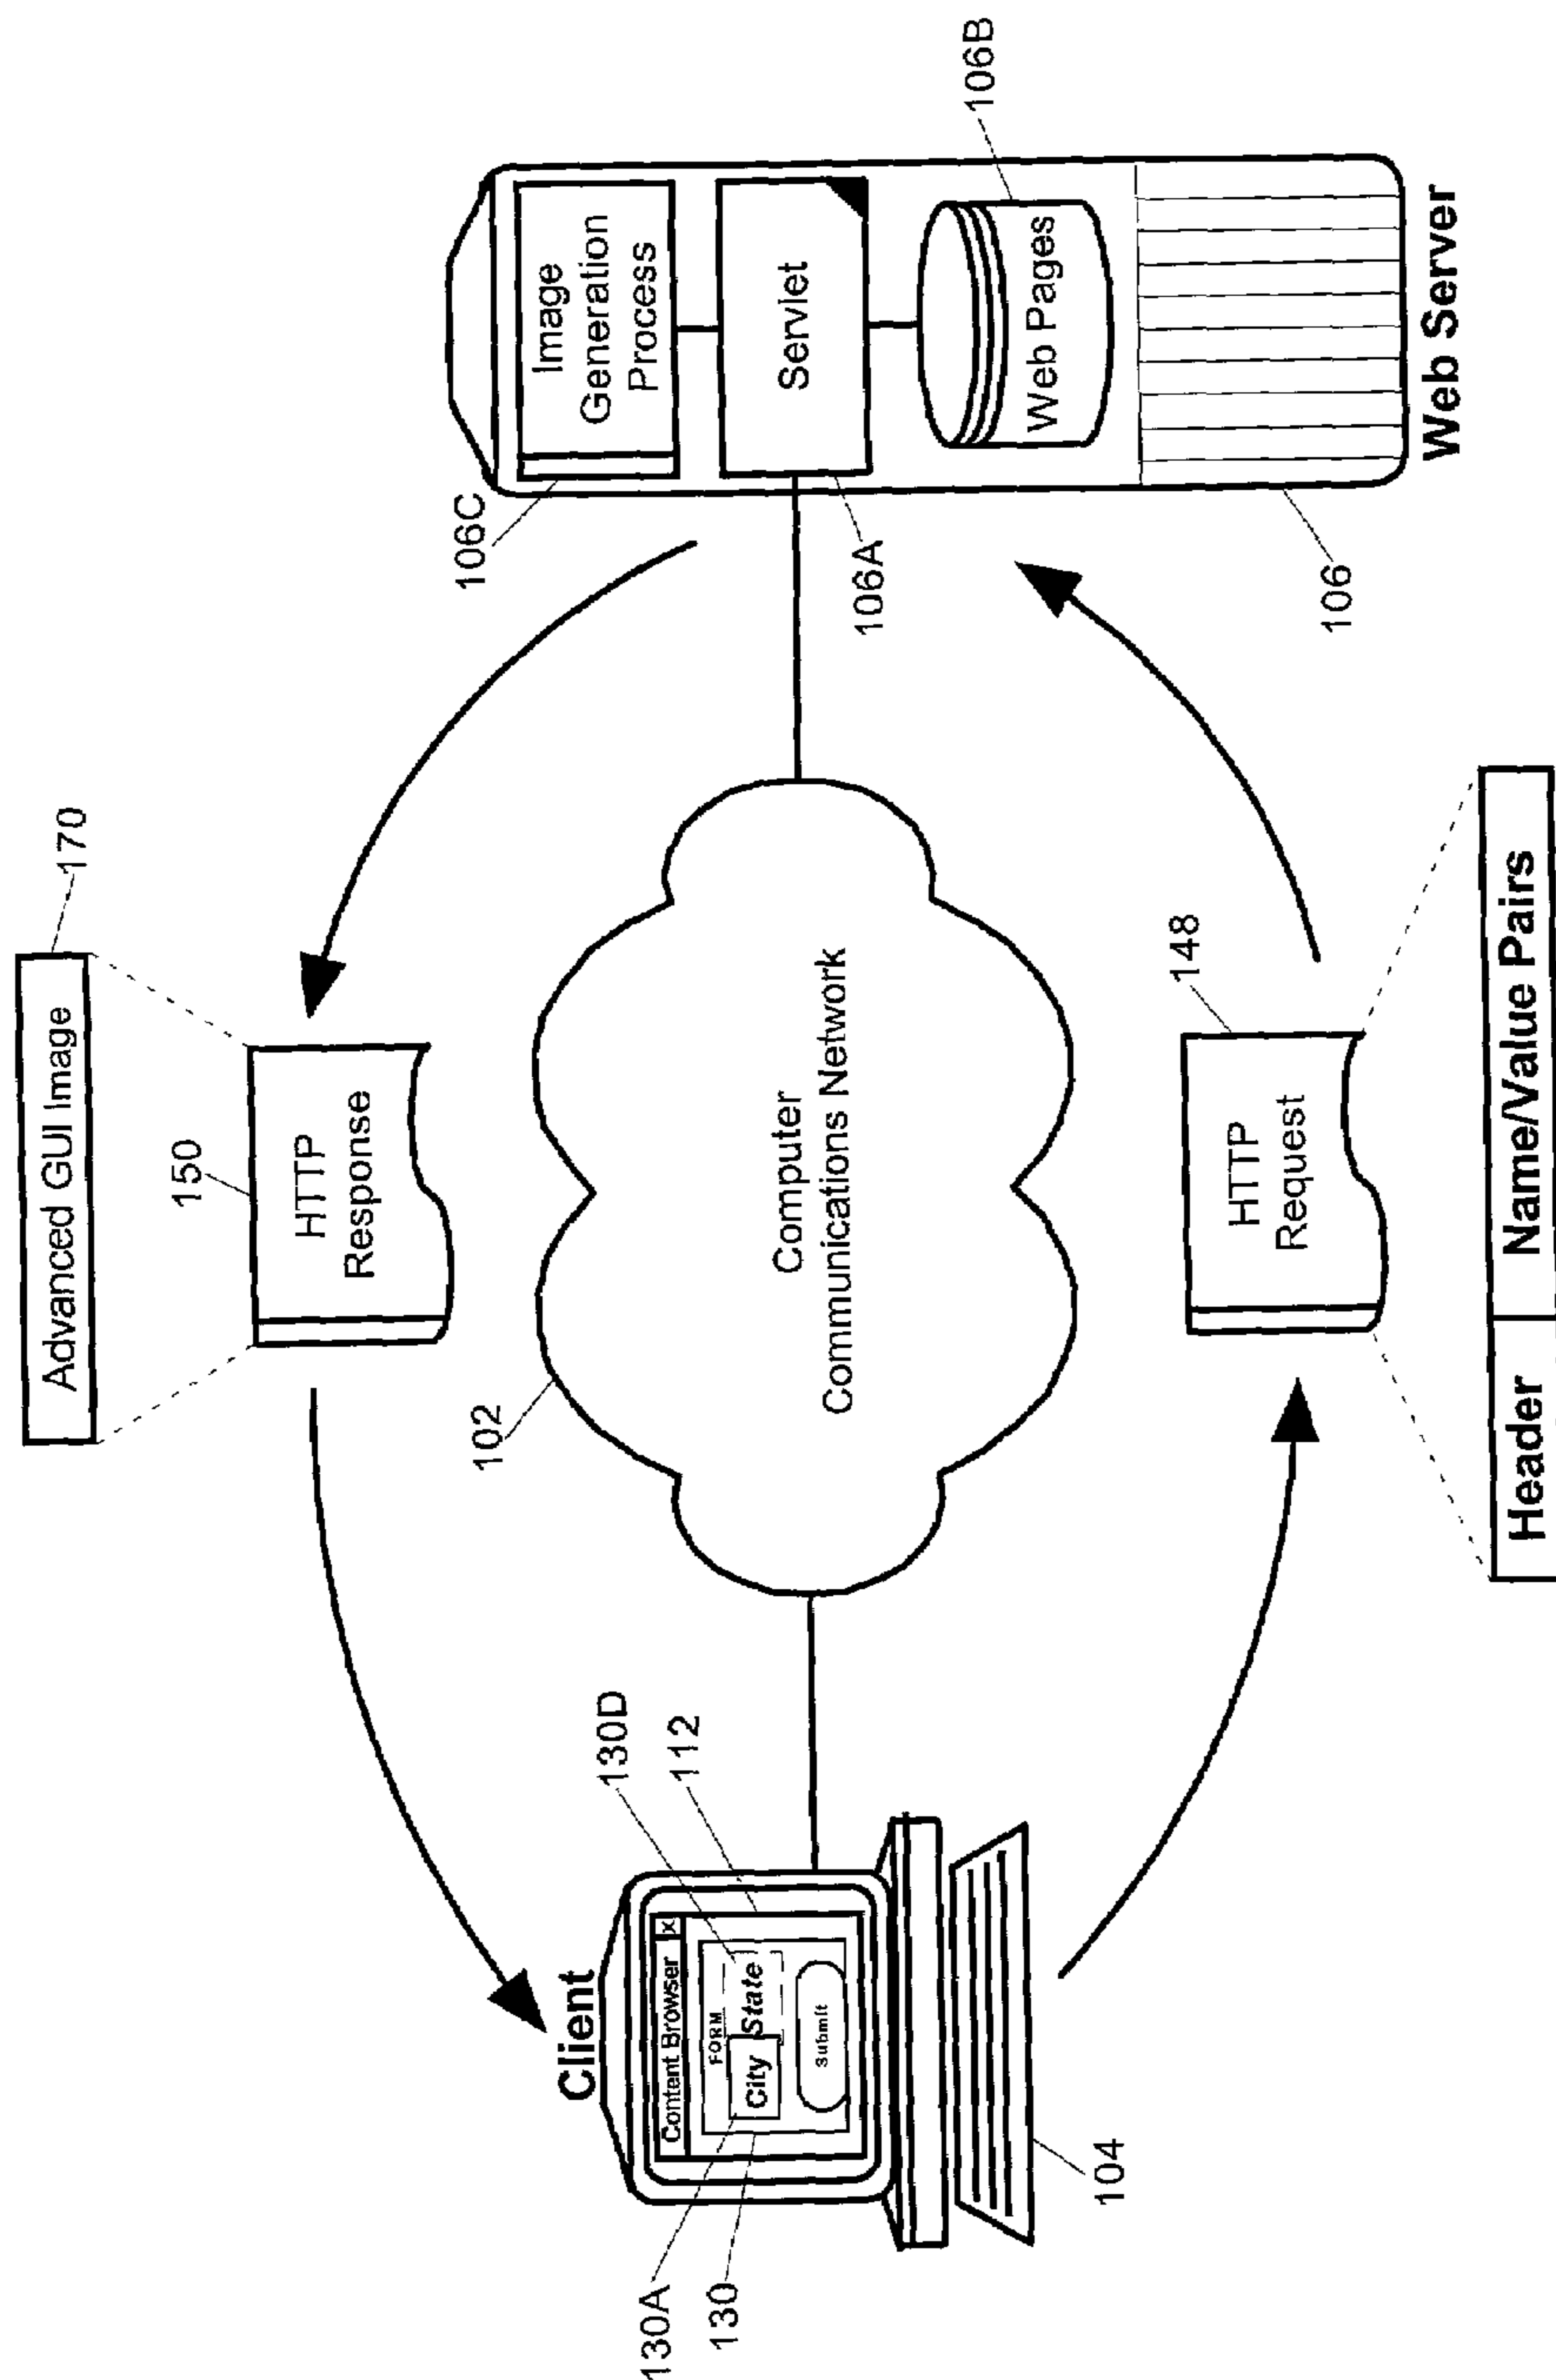 Advanced GUI Image
170
150
HTTP
Response
102
Computer
Communications Network
148
HTTP
Request
Header
Name/Value Pairs
Client
130D
112
Content Browser
X
FORM
City
State
Submit
130A
130
104
106C
Image
Generation
Process
106A
Servlet
106B
Web Pages
106
Web Server